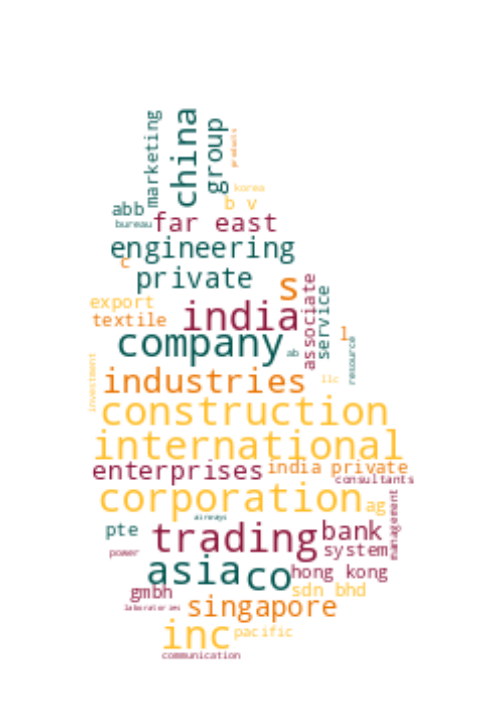 marketing
china
group
products
korea
abb
b v
bureau
far east
engineering
c
private
s
export
textile
india
associate
service
l
company
ab
resource
investment
industries
llc
construction
international
enterprises
india private
consultants
corporation
ag
management
airways
pte
trading
bank
power
system
asia
co
hong kong
gmbh
sdn bhd
laboratories
singapore
inc
pacific
communication